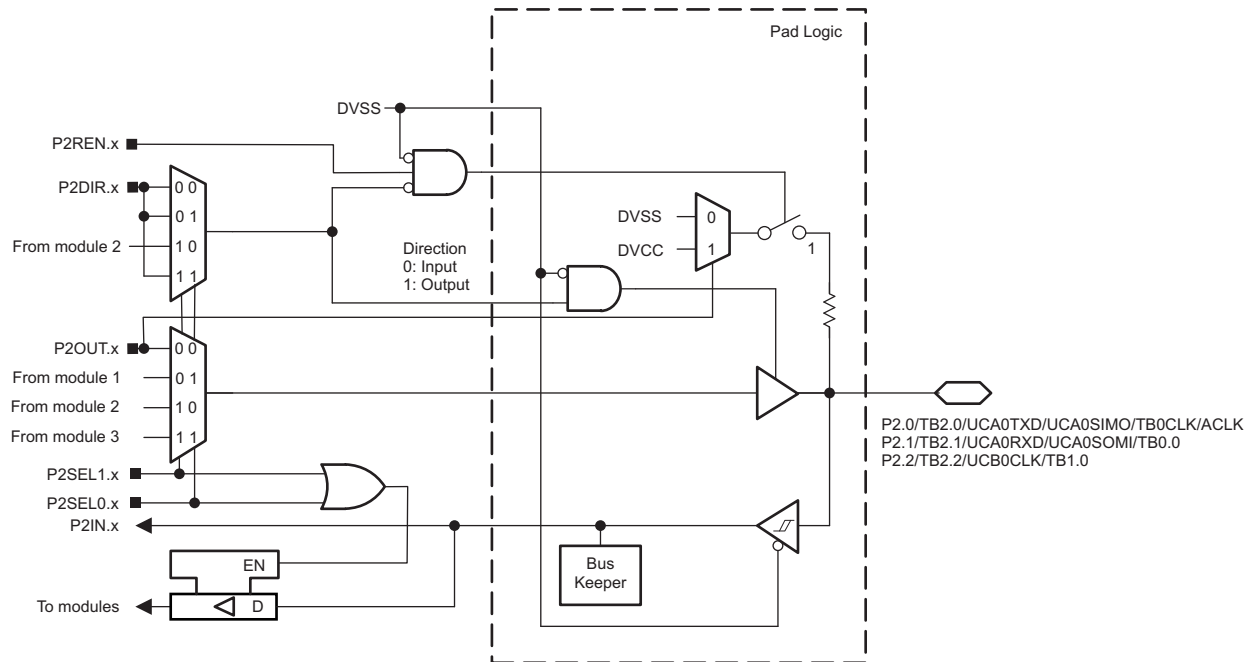 Pad Logic
DVSS
P2REN.x
P2DIR.x
0 0
0 1
From module 2
1 0
1 1
Direction
0: Input
1: Output
DVSS
0
DVCC
1
1
P2OUT.x
0 0
From module 1
0 1
From module 2
1 0
From module 3
1 1
P2.0/TB2.0/UCA0TXD/UCA0SIMO/TB0CLK/ACLK
P2.1/TB2.1/UCA0RXD/UCA0SOMI/TB0.0
P2.2/TB2.2/UCB0CLK/TB1.0
P2SEL1.x
P2SEL0.x
P2IN.x
EN
Bus
Keeper
To modules
D